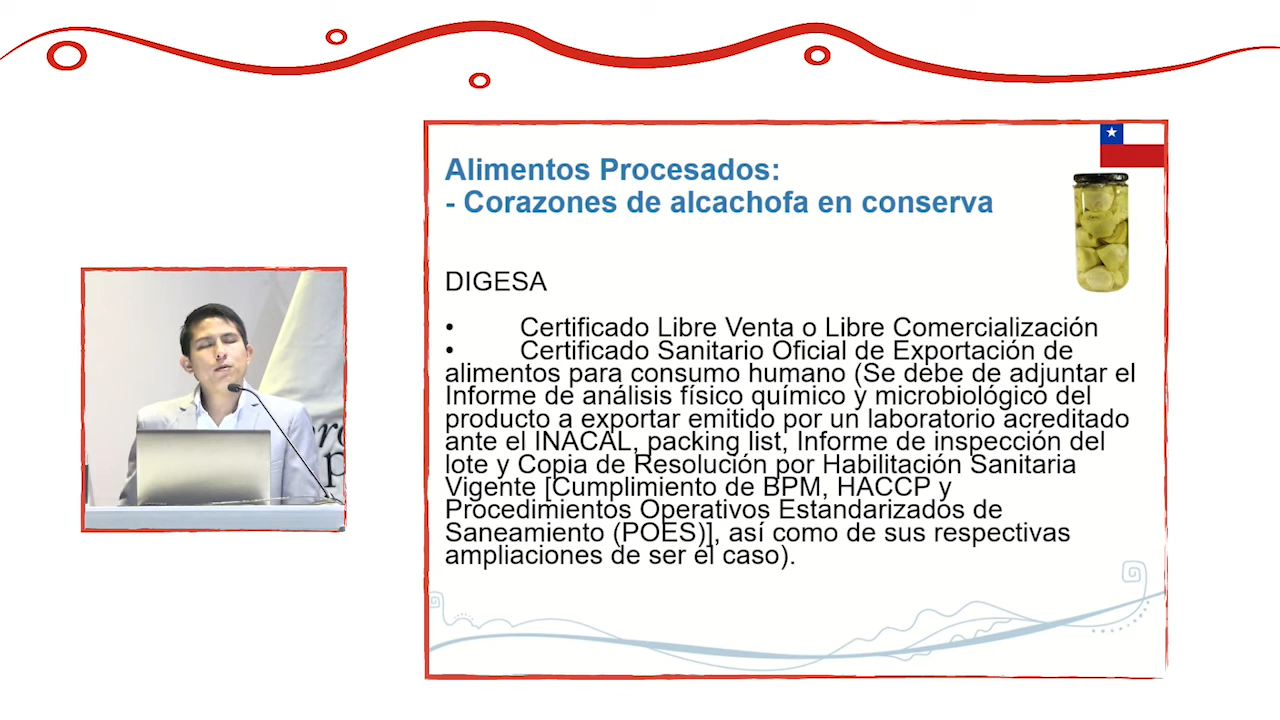 Alimentos Procesados:
- Corazones de alcachofa en conserva
DIGESA
• Certificado Libre Venta o Libre Comercialización
• Certificado Sanitario Oficial de Exportación de
alimentos para consumo humano (Se debe de adjuntar el
Informe de análisis físico químico y microbiológico del
producto a exportar emitido por un laboratorio acreditado
ante el INACAL, packing list, Informe de inspección del
lote y Copia de Resolución por Habilitación Sanitaria
Vigente [Cumplimiento de BPM, HACCP y
Procedimientos Operativos Estandarizados de
Saneamiento (POES)], así como de sus respectivas
ampliaciones de ser el caso).